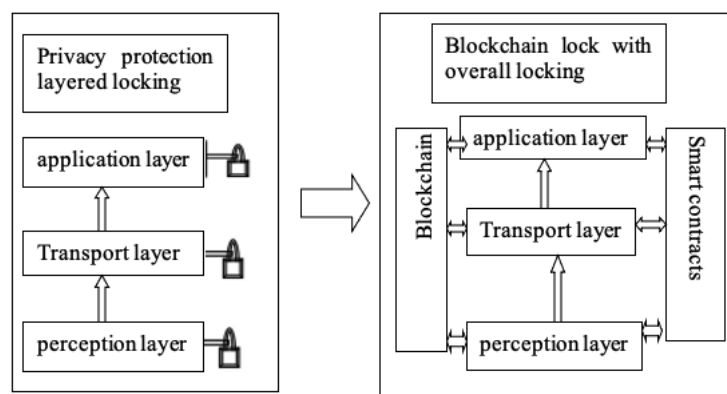 Privacy protection
layered locking
application layer
Transport layer
perception layer
Blockchain lock with
overall locking
Blockchain
application layer
Transport layer
perception layer
Smart contracts